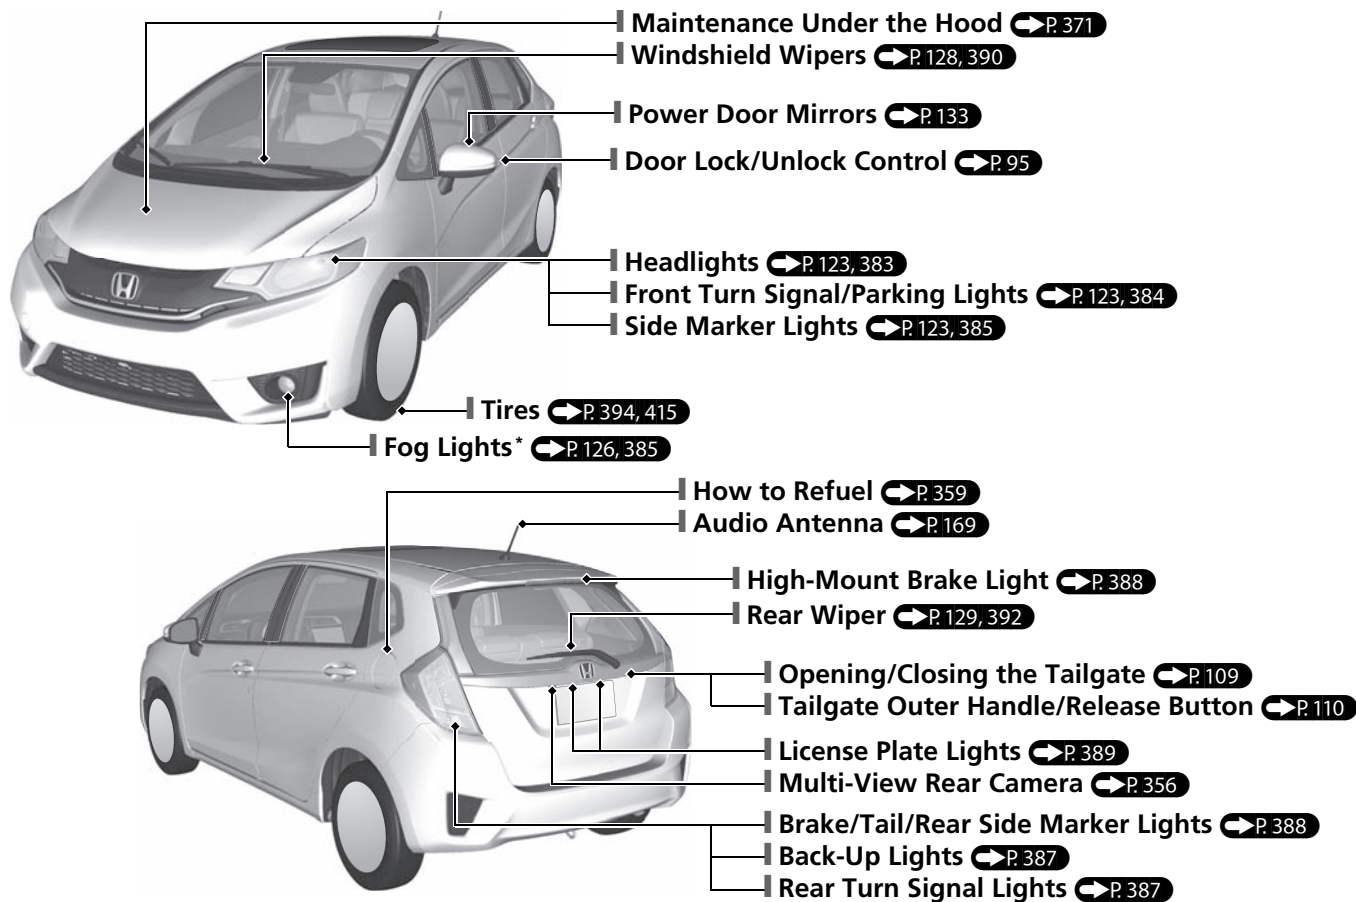 Maintenance Under the Hood P. 371
Windshield Wipers P. 128, 390
Power Door Mirrors P. 133
Door Lock/Unlock Control P. 95
Headlights P. 123, 383
Front Turn Signal/Parking Lights P. 123, 384
Side Marker Lights P. 123, 385
Tires P. 394, 415
Fog Lights* P. 126, 385
How to Refuel P. 359
Audio Antenna P. 169
High-Mount Brake Light P. 388
Rear Wiper P. 129, 392
Opening/Closing the Tailgate P. 109
Tailgate Outer Handle/Release Button P. 110
License Plate Lights P. 389
Multi-View Rear Camera P. 356
Brake/Tail/Rear Side Marker Lights P. 388
Back-Up Lights P. 387
Rear Turn Signal Lights P. 387